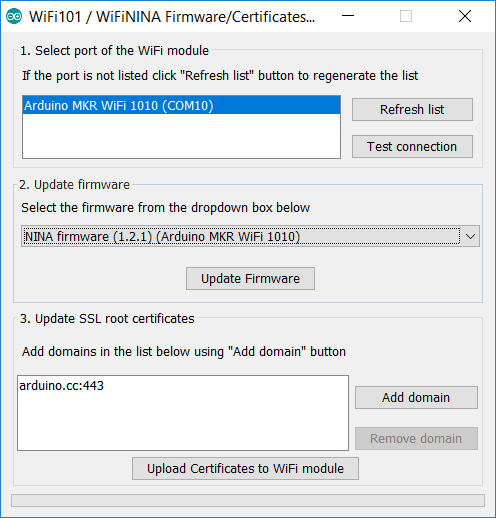 WiFi101 / WiFiNINA Firmware/Certificates...
1. Select port of the WiFi module
If the port is not listed click "Refresh list" button to regenerate the list
Arduino MKR WiFi 1010 (COM10)
Refresh list
Test connection
2. Update firmware
Select the firmware from the dropdown box below
NINA firmware (1.2.1) (Arduino MKR WiFi 1010)
Update Firmware
3. Update SSL root certificates
Add domains in the list below using "Add domain" button
arduino.cc:443
Add domain
Remove domain
Upload Certificates to WiFi module